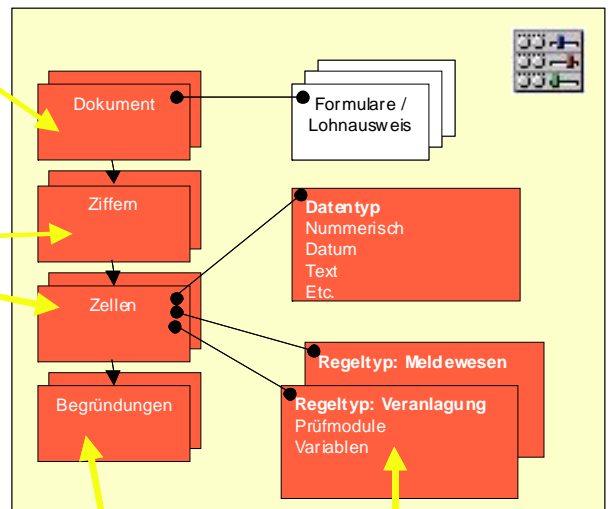 Dokument
Formulare /
Lohnausweis
Ziffern
Datentyp
Nummerisch
Datum
Text
Etc.
Zellen
Regeltyp: Meldewesen
Begründungen
Regeltyp: Veranlagung
Prüfmodule
Variablen